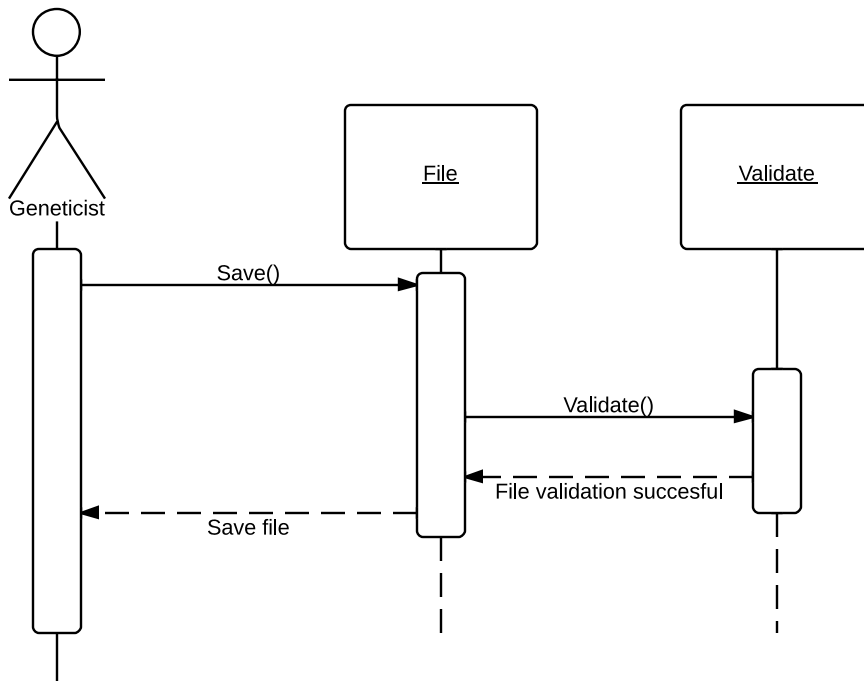 Geneticist
File
Validate
Save()
Validate()
File validation succesful
Save file